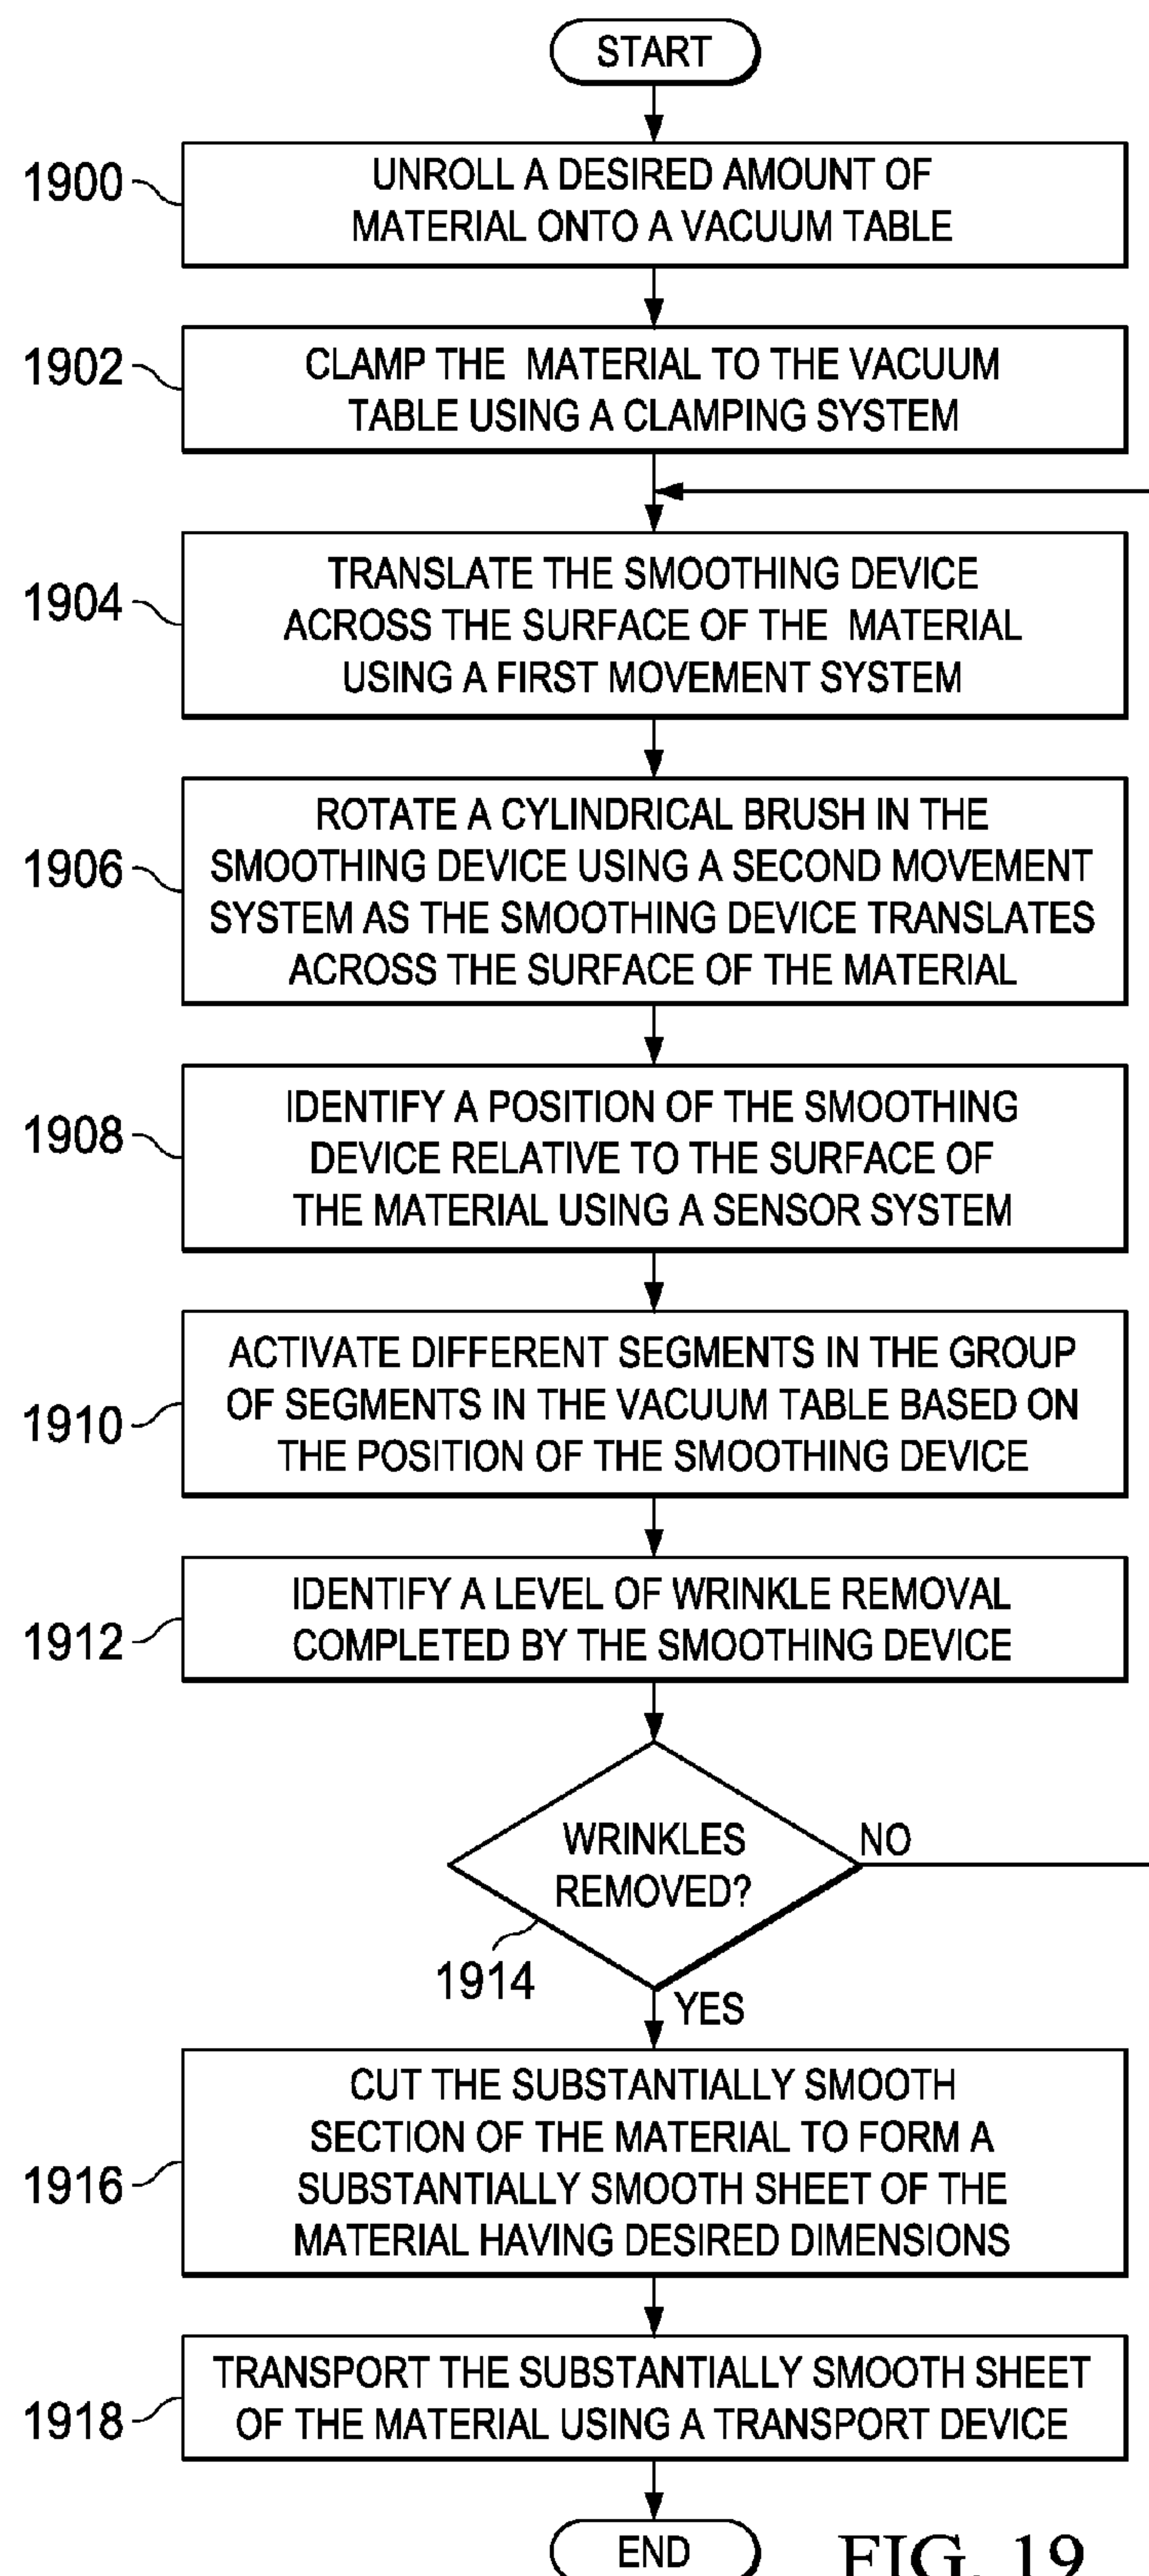 START
1900
UNROLL A DESIRED AMOUNT OF
MATERIAL ONTO A VACUUM TABLE
1902
CLAMP THE MATERIAL TO THE VACUUM
TABLE USING A CLAMPING SYSTEM
1904
TRANSLATE THE SMOOTHING DEVICE
ACROSS THE SURFACE OF THE MATERIAL
USING A FIRST MOVEMENT SYSTEM
1906
ROTATE A CYLINDRICAL BRUSH IN THE
SMOOTHING DEVICE USING A SECOND MOVEMENT
SYSTEM AS THE SMOOTHING DEVICE TRANSLATES
ACROSS THE SURFACE OF THE MATERIAL
1908
IDENTIFY A POSITION OF THE SMOOTHING
DEVICE RELATIVE TO THE SURFACE OF
THE MATERIAL USING A SENSOR SYSTEM
1910
ACTIVATE DIFFERENT SEGMENTS IN THE GROUP
OF SEGMENTS IN THE VACUUM TABLE BASED ON
THE POSITION OF THE SMOOTHING DEVICE
1912
IDENTIFY A LEVEL OF WRINKLE REMOVAL
COMPLETED BY THE SMOOTHING DEVICE
WRINKLES
REMOVED?
NO
1914
YES
1916
CUT THE SUBSTANTIALLY SMOOTH
SECTION OF THE MATERIAL TO FORM A
SUBSTANTIALLY SMOOTH SHEET OF THE
MATERIAL HAVING DESIRED DIMENSIONS
1918
TRANSPORT THE SUBSTANTIALLY SMOOTH SHEET
OF THE MATERIAL USING A TRANSPORT DEVICE
END
FIG. 19